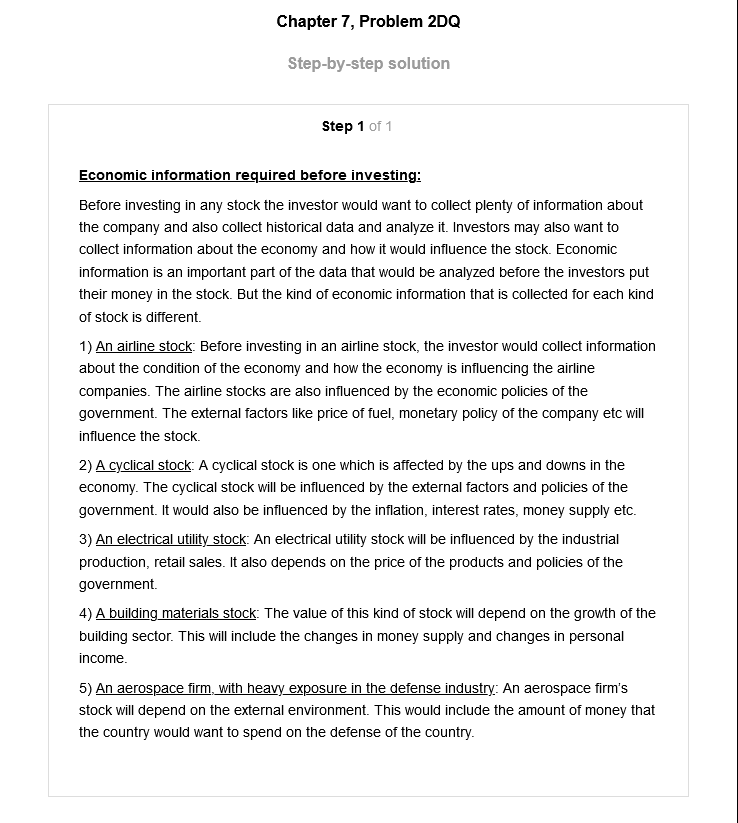 Chapter 7, Problem 2DQ
Step-by-step solution
Step 1 of 1
Economic information required before investing:
Before investing in any stock the investor would want to collect plenty of information about
the company and also collect historical data and analyze it. Investors may also want to
collect information about the economy and how it would influence the stock. Economic
information is an important part of the data that would be analyzed before the investors put
their money in the stock. But the kind of economic information that is collected for each kind
of stock is different.
1) An airline stock: Before investing in an airline stock, the investor would collect information
about the condition of the economy and how the economy is influencing the airline
companies. The airline stocks are also influenced by the economic policies of the
government. The external factors like price of fuel, monetary policy of the company etc will
influence the stock.
2) A cyclical stock: A cyclical stock is one which is affected by the ups and downs in the
economy. The cyclical stock will be influenced by the external factors and policies of the
government. It would also be influenced by the inflation, interest rates, money supply etc.
3) An electrical utility stock: An electrical utility stock will be influenced by the industrial
production, retail sales. It also depends on the price of the products and policies of the
government.
4) A building materials stock: The value of this kind of stock will depend on the growth of the
building sector. This will include the changes in money supply and changes in personal
income.
5) An aerospace firm, with heavy exposure in the defense industry: An aerospace firm's
stock will depend on the external environment. This would include the amount of money that
the country would want to spend on the defense of the country.